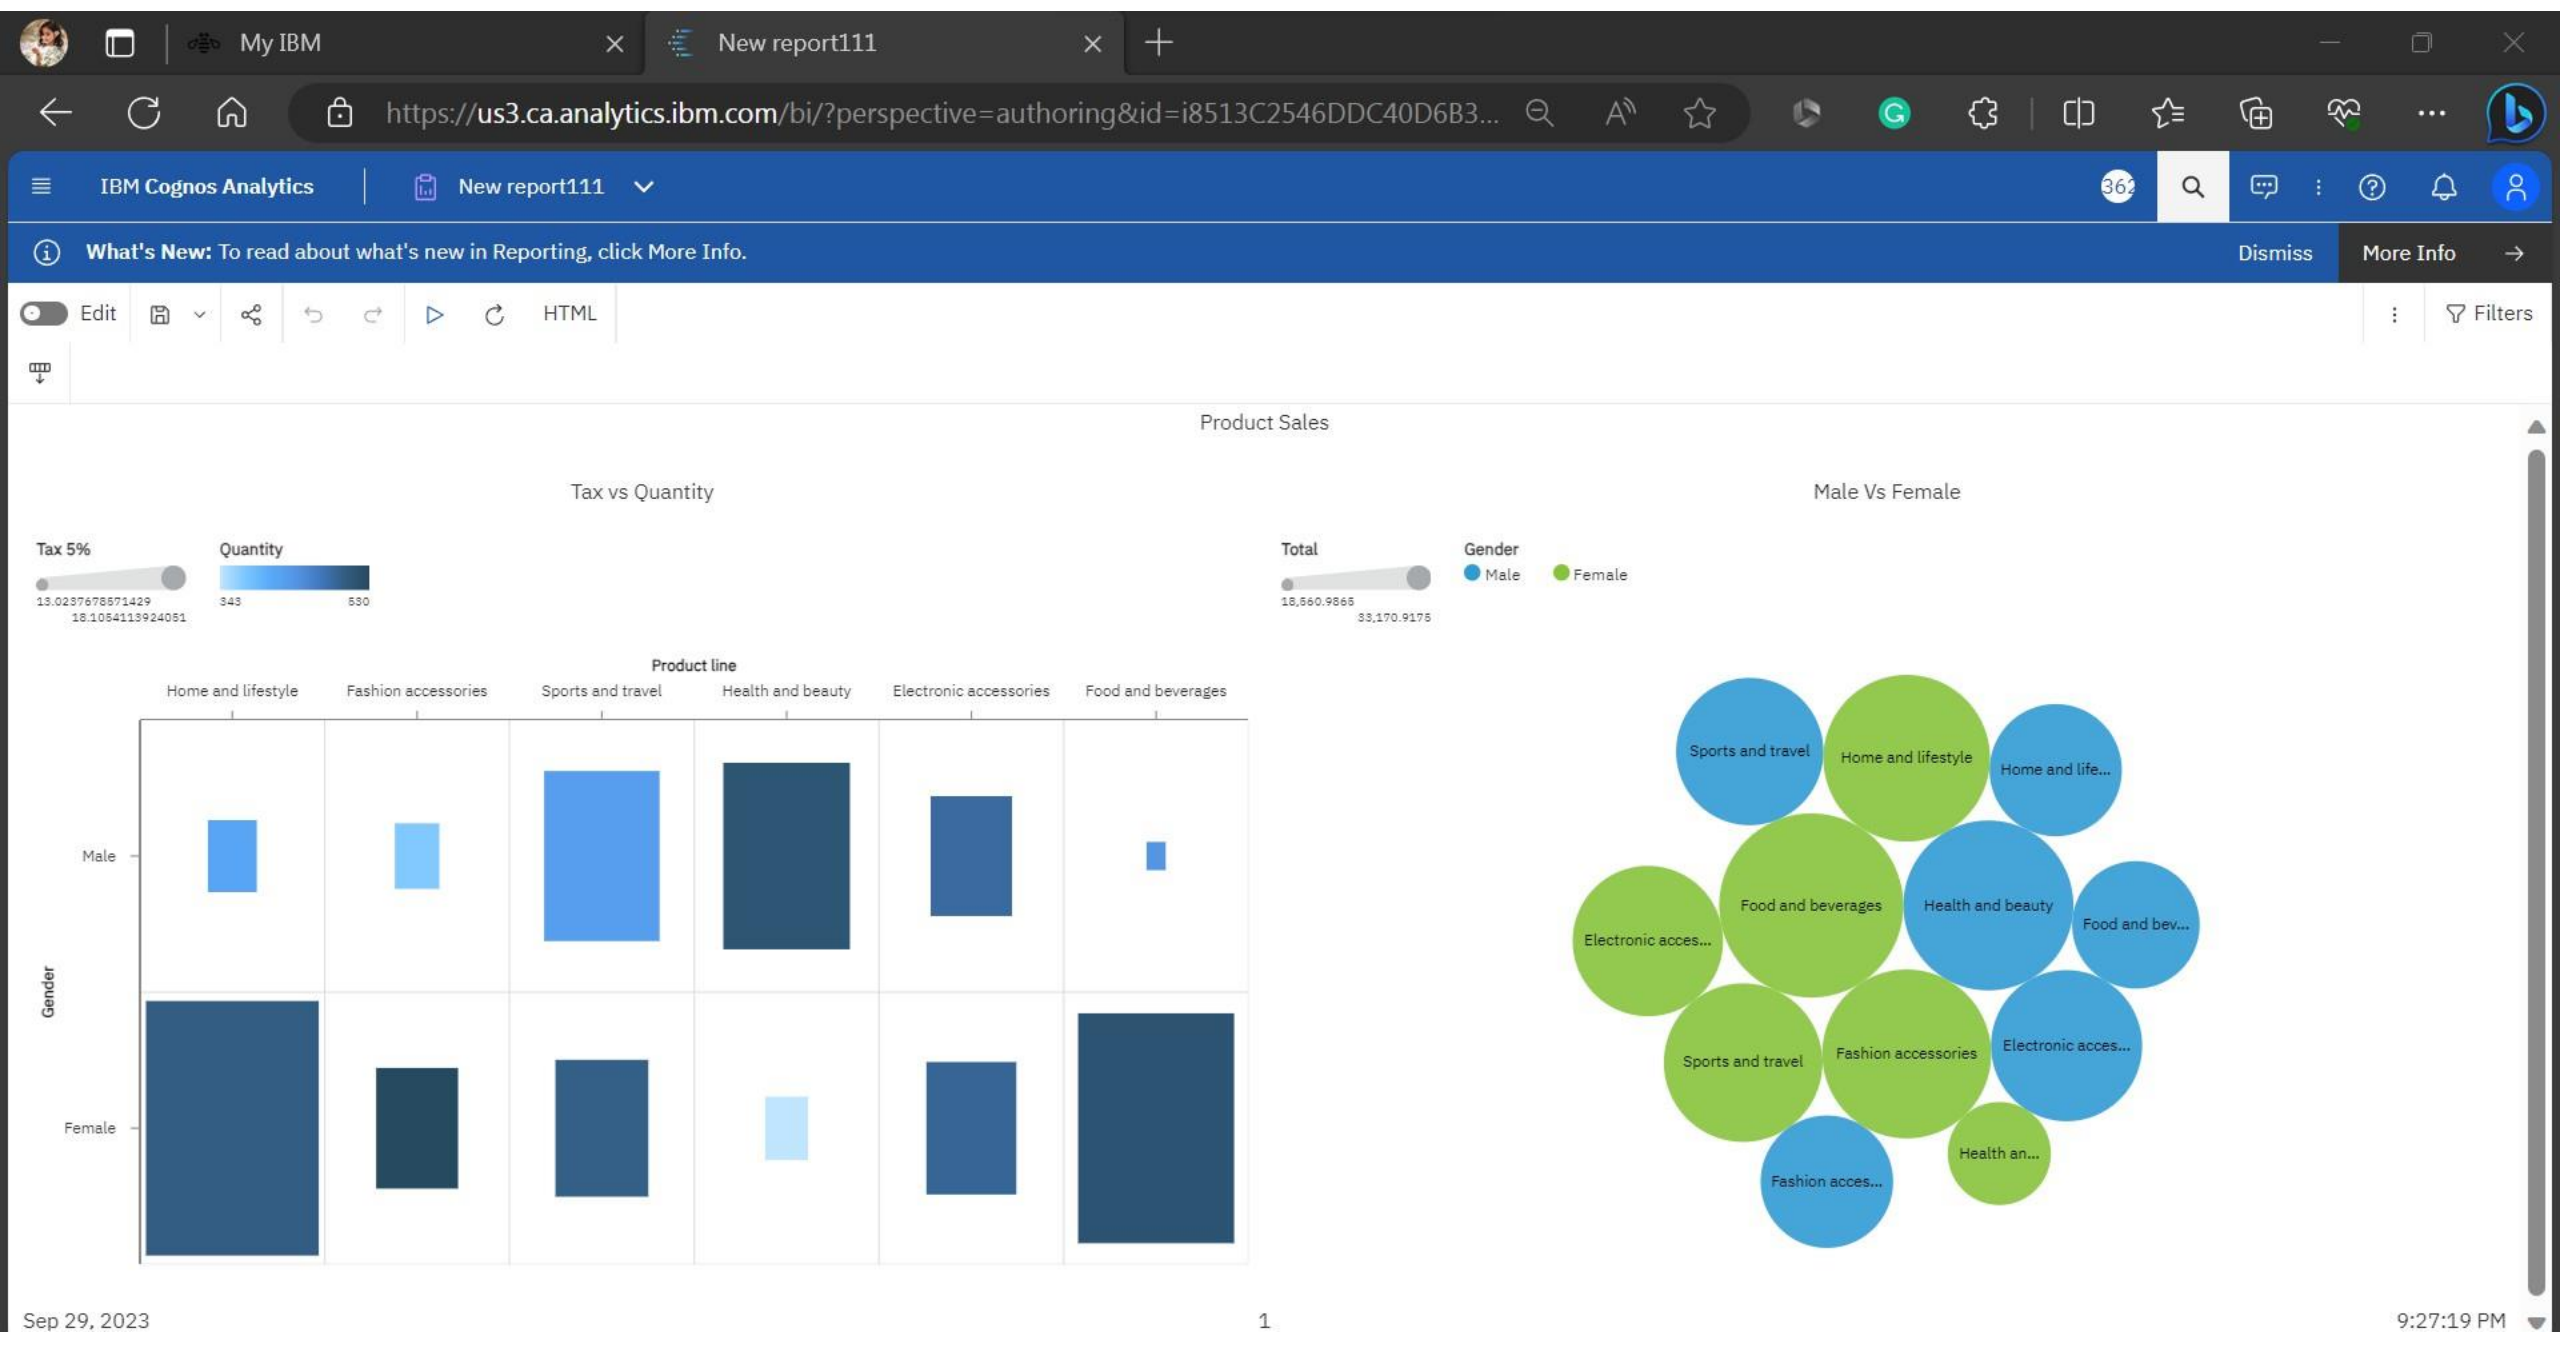 My IBM
New report111
https://us3.ca.analytics.ibm.com/bi/?perspective=authoring&id=i8513C2546DDC40D6B3...
IBM Cognos Analytics
New report111
362
What's New: To read about what's new in Reporting, click More Info.
Dismiss
More Info
Edit
HTML
Filters
Product Sales
Tax vs Quantity
Tax 5%
13.0237678571429
18.1054113924051
Quantity
343 530
Product line
Home and lifestyle Fashion accessories Sports and travel Health and beauty Electronic accessories Food and beverages
Gender
Male
Female
Male Vs Female
Total
18,560.9865
33,170.9175
Gender
Male Female
Sports and travel
Home and lifestyle
Home and life...
Food and beverages
Health and beauty
Food and bev...
Electronic acces...
Sports and travel
Fashion accessories
Electronic acces...
Health an...
Fashion acces...
Sep 29, 2023
1
9:27:19 PM